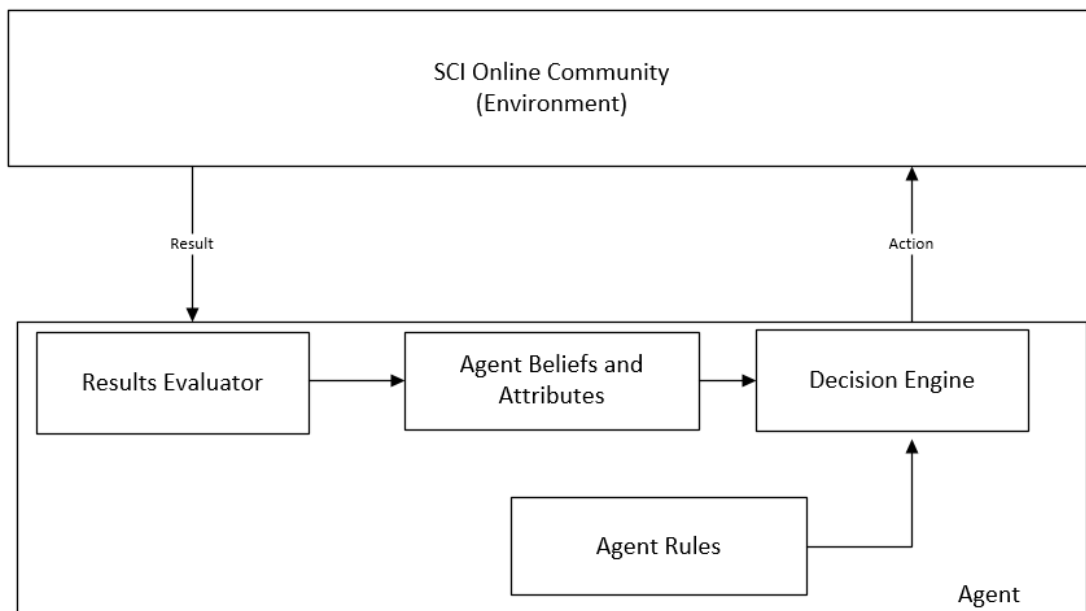 SCI Online Community
(Environment)
Result
Action
Results Evaluator
Agent Beliefs and
Attributes
Decision Engine
Agent Rules
Agent